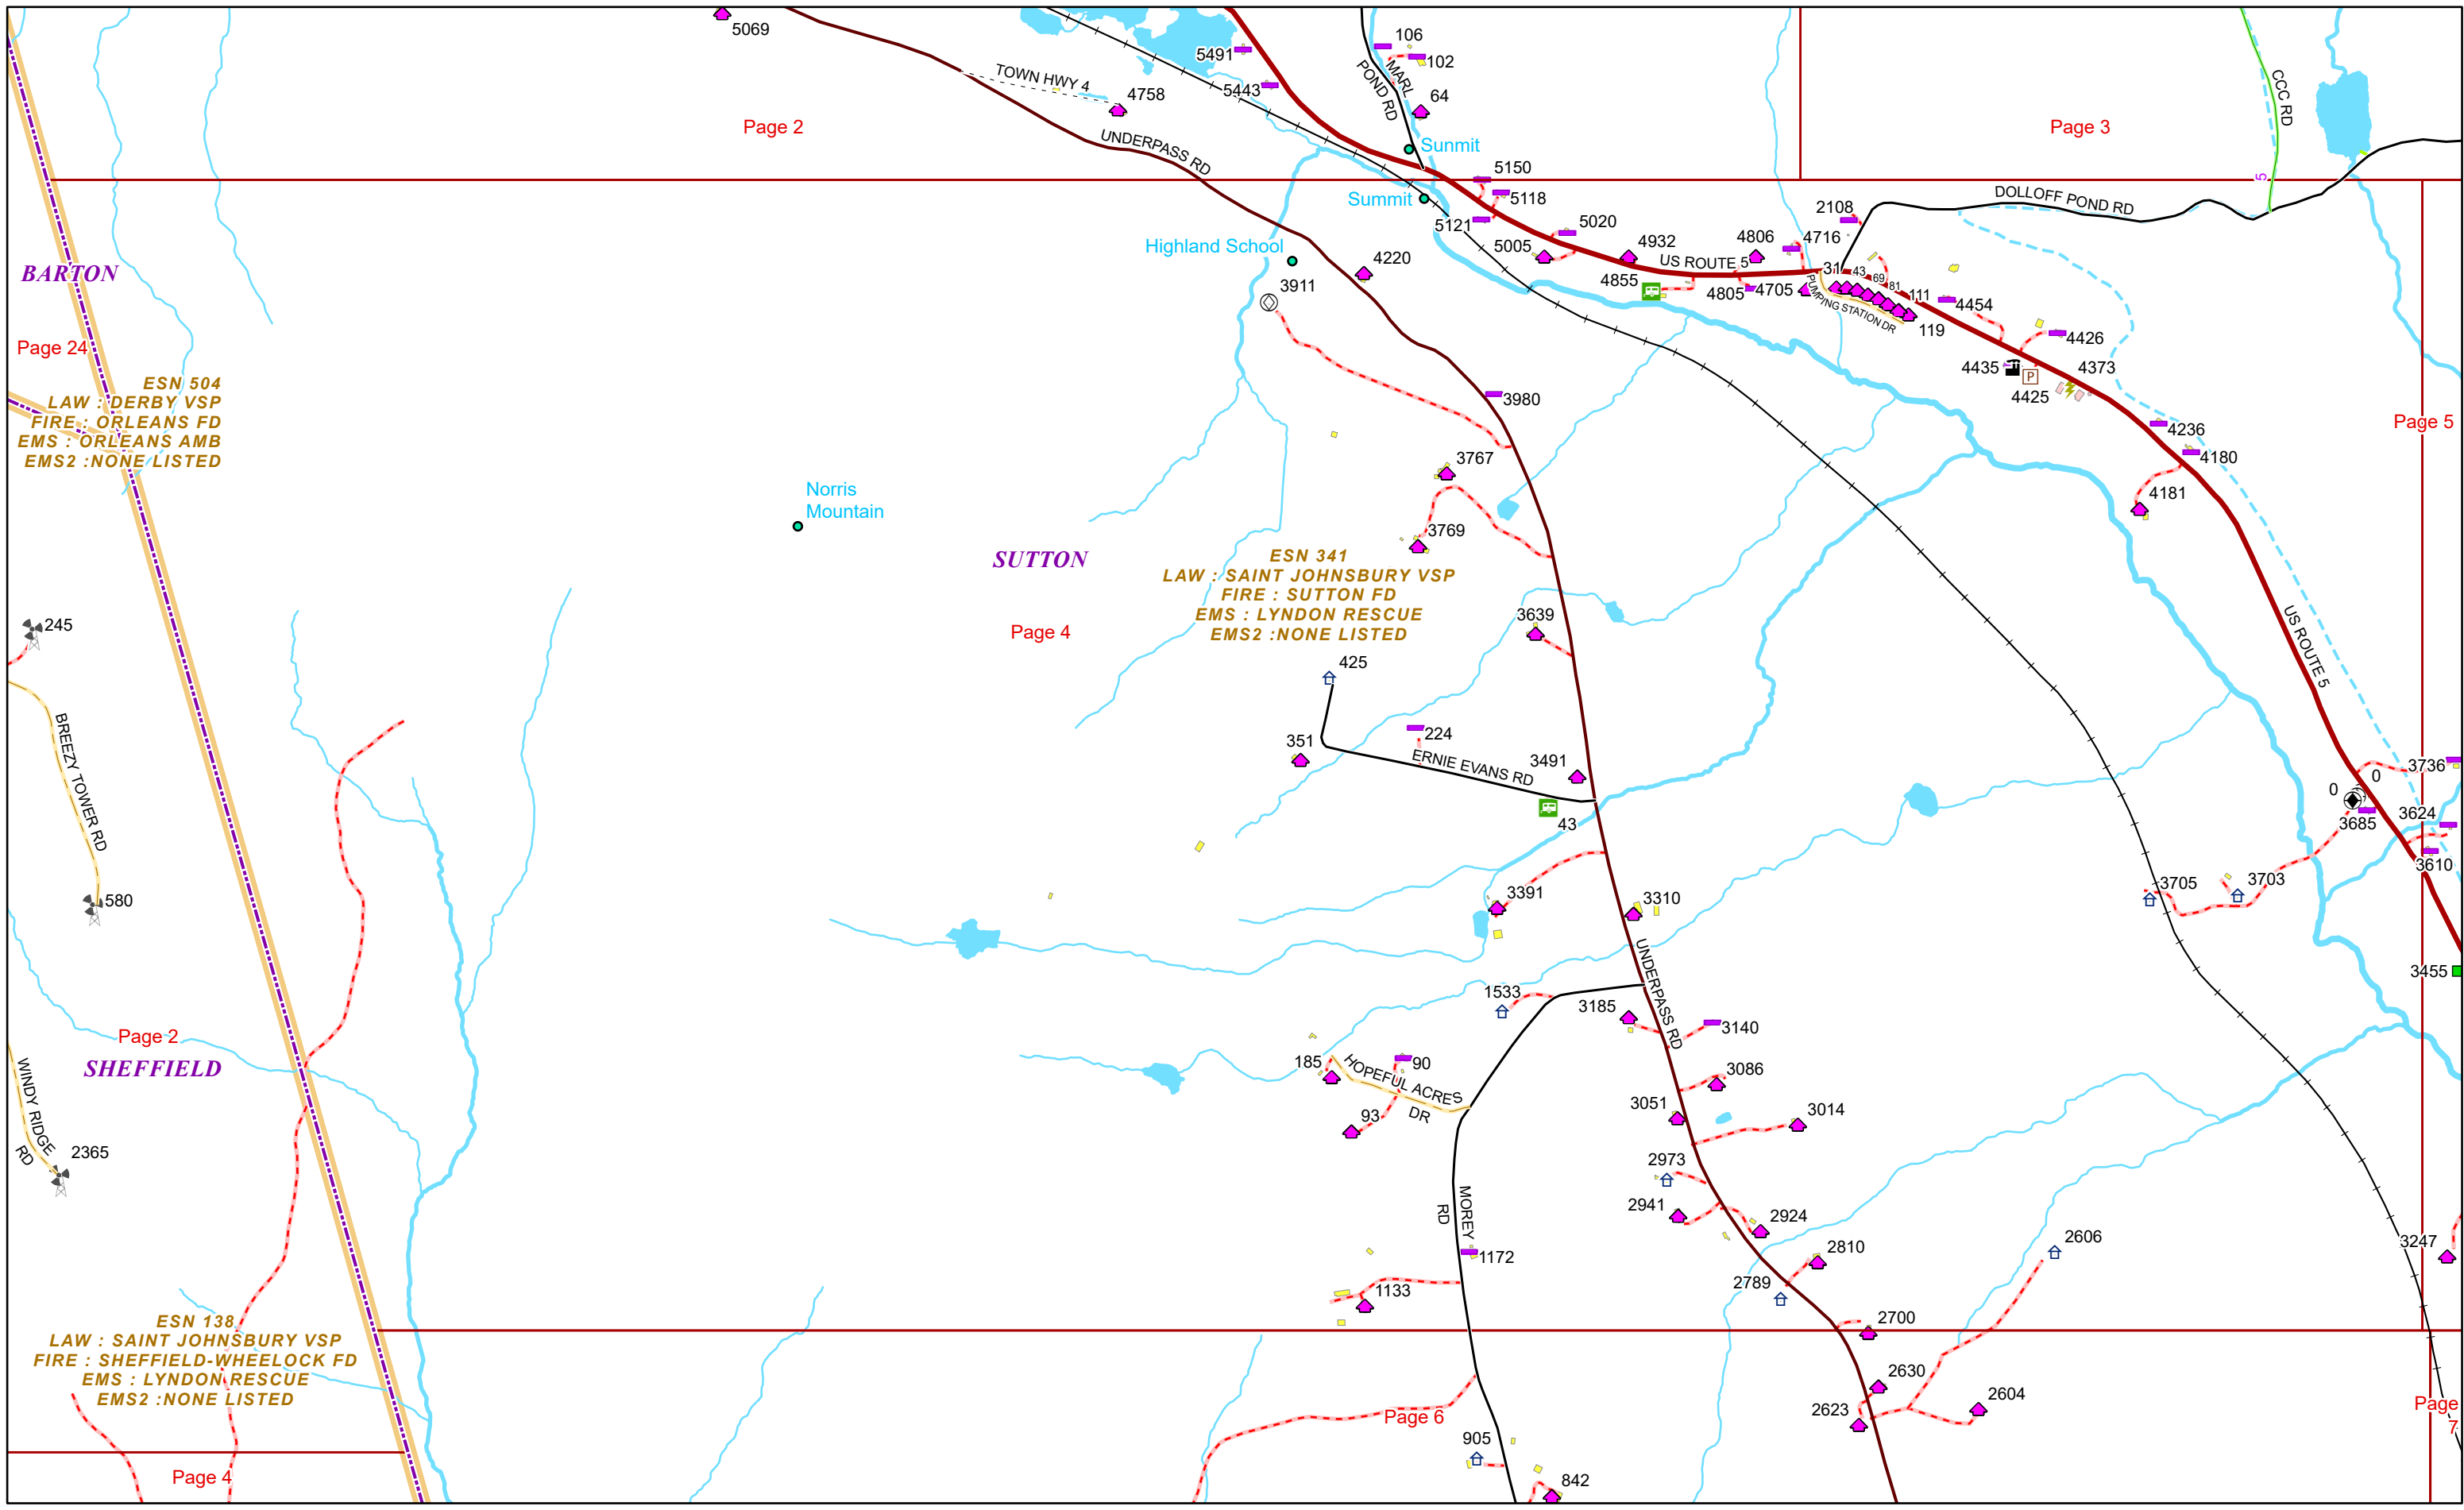 5069
5491
5443
106
102
MARL
POND RD
64
TOWN HWY 4
4758
Page 2
UNDERPASS RD
Sunmit
Summit
5150
5118
5121
5020
5005
4932
US ROUTE 5
4855
4806
4805
4716
4705
2108
DOLLOFF POND RD
CCC RD
5
Page 3
31
43
69
81
111
119
PUMPING STATION DR
4454
4426
4435
4425
4373
4236
4180
4181
Page 5
Highland School
4220
3911
BARTON
Page 24
ESN 504
LAW : DERBY VSP
FIRE : ORLEANS FD
EMS : ORLEANS AMB
EMS2 :NONE LISTED
3980
3767
3769
Norris
Mountain
SUTTON
Page 4
ESN 341
LAW : SAINT JOHNSBURY VSP
FIRE : SUTTON FD
EMS : LYNDON RESCUE
EMS2 :NONE LISTED
3639
US ROUTE 5
245
BREEZY TOWER RD
580
425
351
224
ERNIE EVANS RD
3491
43
3736
0
0
3685
3624
3610
3705
3703
3455
3391
3310
UNDERPASS RD
1533
3185
3140
Page 2
SHEFFIELD
WINDY RIDGE
RD
2365
185
90
HOPEFUL ACRES
DR
93
3086
3051
3014
2973
2941
2924
MOREY
RD
1172
1133
2810
2789
2606
3247
2700
ESN 138
LAW : SAINT JOHNSBURY VSP
FIRE : SHEFFIELD-WHEELOCK FD
EMS : LYNDON RESCUE
EMS2 :NONE LISTED
2630
2623
2604
Page 6
Page
7
905
842
Page 4